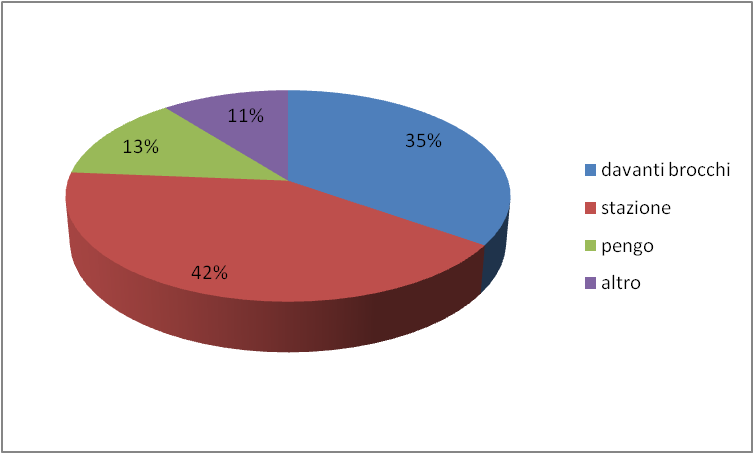 11%
35%
13%
42%
davanti brocchi
stazione
pengo
altro